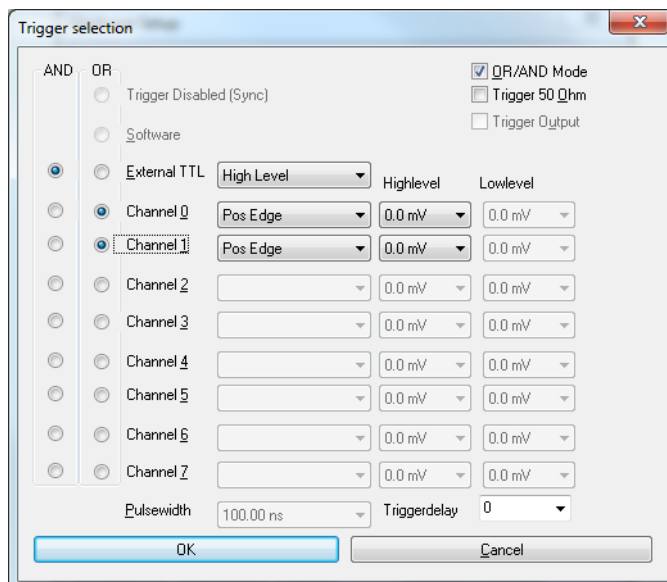 Trigger selection
AND OR
OR/AND Mode
Trigger Disabled (Sync)
Trigger 50 Ohm
Trigger Output
Software
External TTL High Level Highlevel Lowlevel
Channel 0 Pos Edge 0.0 mV 0.0 mV
Channel 1 Pos Edge 0.0 mV 0.0 mV
Channel 2 0.0 mV 0.0 mV
Channel 3 0.0 mV 0.0 mV
Channel 4 0.0 mV 0.0 mV
Channel 5 0.0 mV 0.0 mV
Channel 6 0.0 mV 0.0 mV
Channel 7 0.0 mV 0.0 mV
Pulsewidth 100.00 ns Triggerdelay 0
OK Cancel